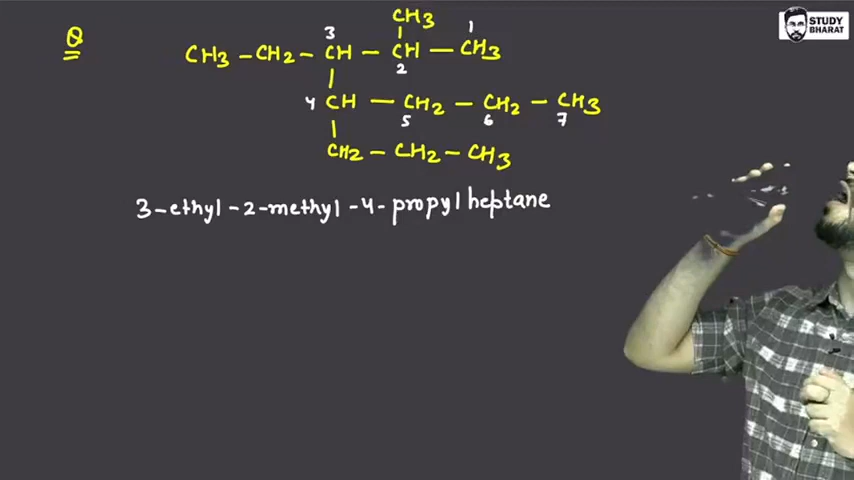 Q
CH3
3 1
CH3 - CH2 - CH - CH - CH3
2
4 CH - CH2 - CH2 - CH3
5 6 7
CH2 - CH2 - CH3
3-ethyl-2-methyl-4-propyl heptane
STUDY
BHARAT